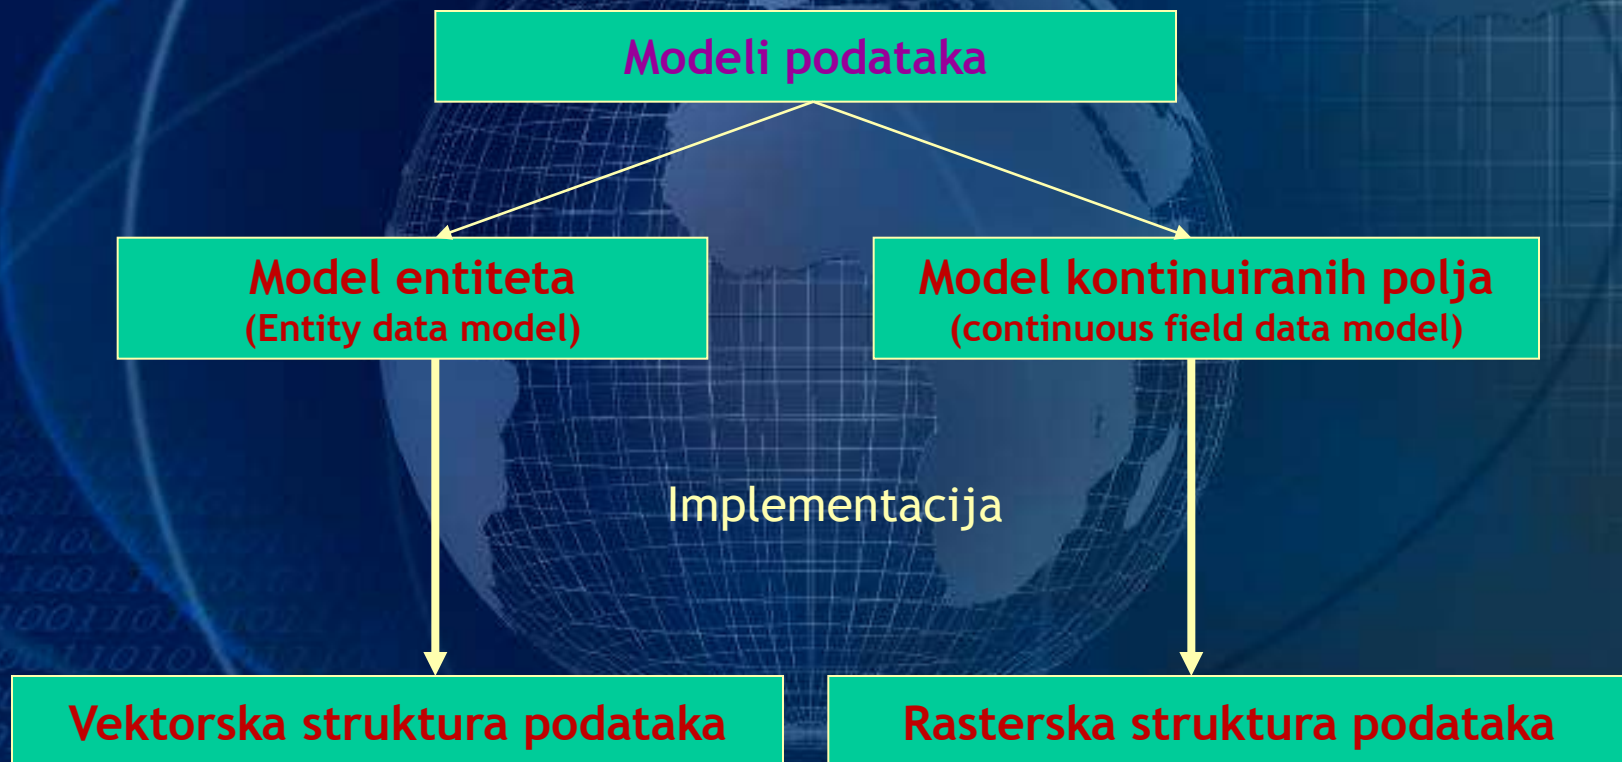 Modeli podataka
Model entiteta
(Entity data model)
Model kontinuiranih polja
(continuous field data model)
Implementacija
Vektorska struktura podataka
Rasterska struktura podataka